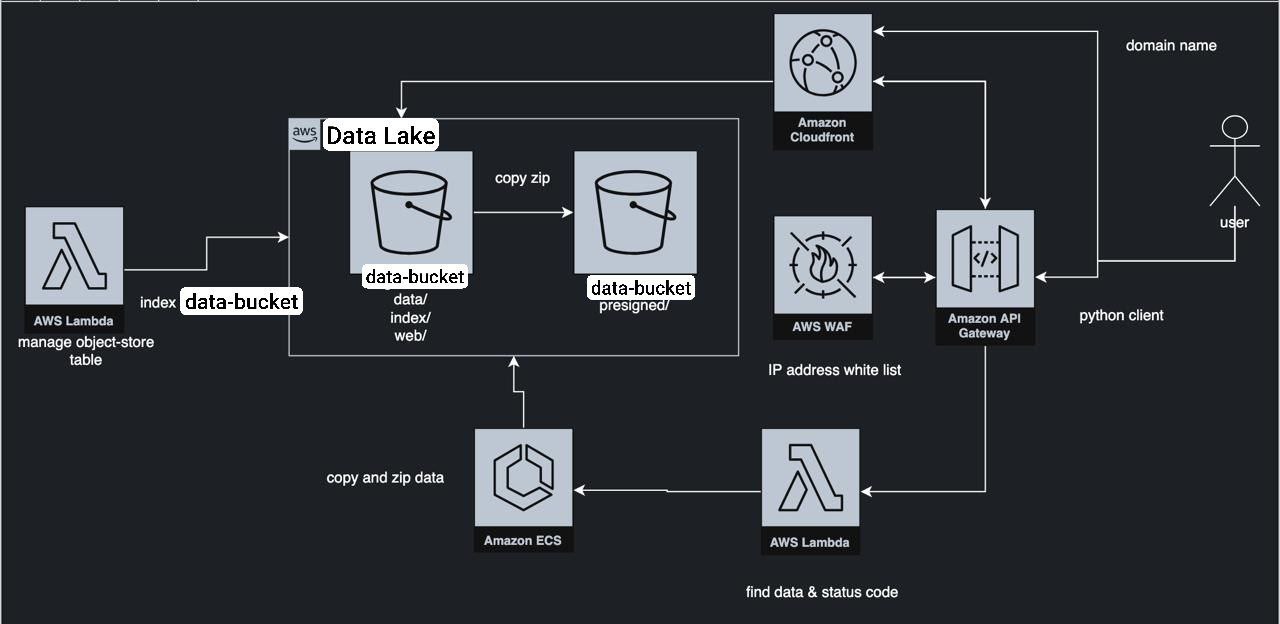 domain name
Amazon
Cloudfront
aws
Data Lake
copy zip
user
data-bucket
data/
index/
web/
data-bucket
presigned/
index data-bucket
AWS Lambda
manage object-store
table
AWS WAF
IP address white list
Amazon API
Gateway
python client
copy and zip data
Amazon ECS
AWS Lambda
find data & status code